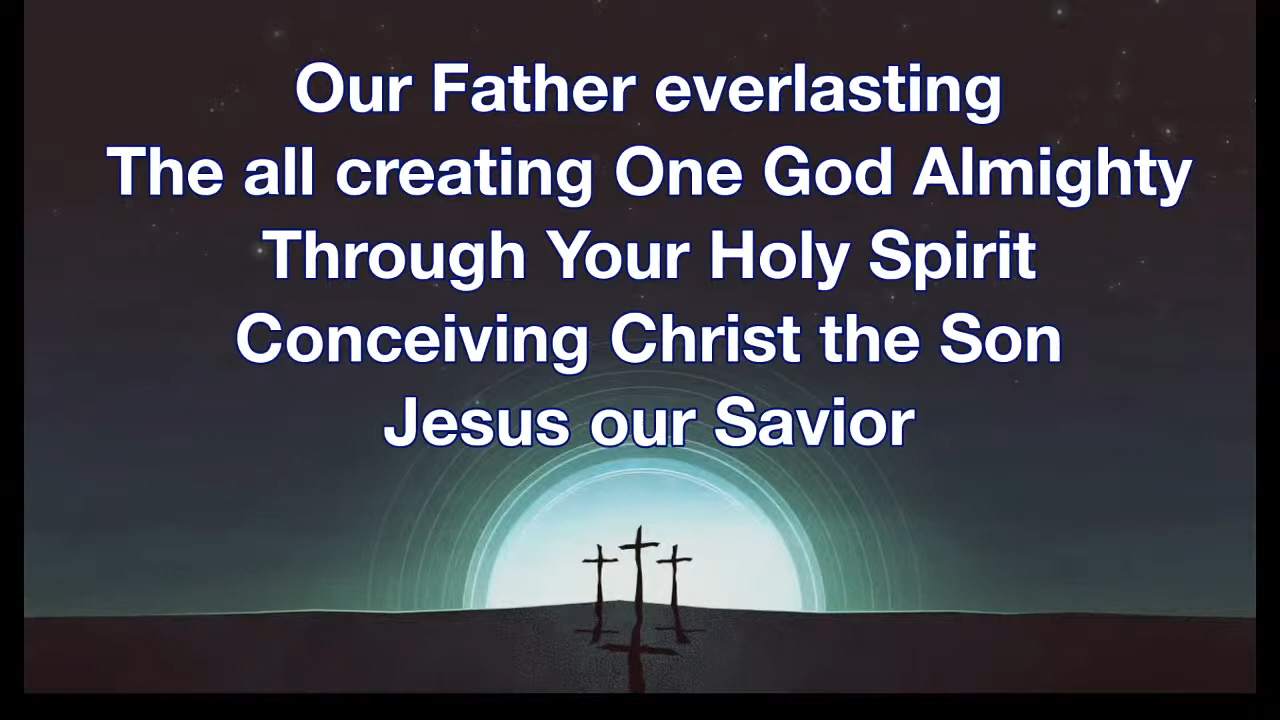 Our Father everlasting
The all creating One God Almighty
Through Your Holy Spirit
Conceiving Christ the Son
Jesus our Savior